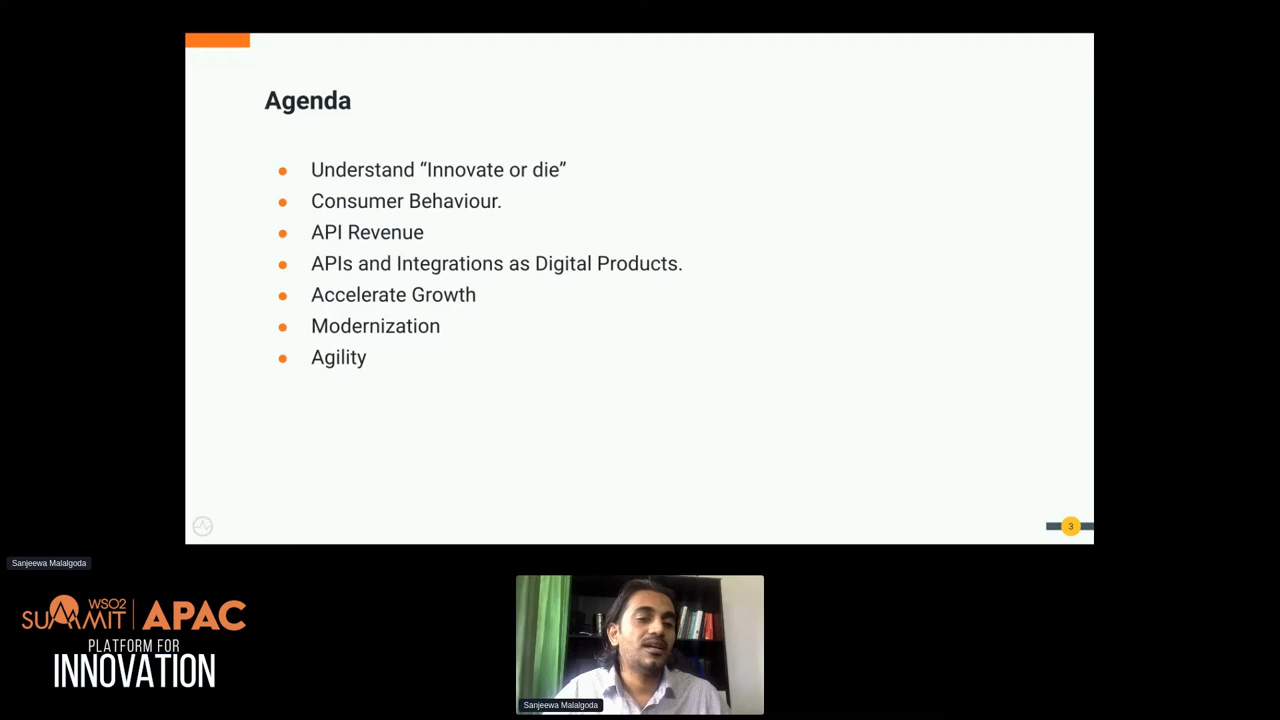 Agenda
● Understand “Innovate or die”
● Consumer Behaviour.
● API Revenue
● APIs and Integrations as Digital Products.
● Accelerate Growth
● Modernization
● Agility
3
Sanjeewa Malalgoda
WSO2
SUMMIT APAC
PLATFORM FOR
INNOVATION
Sanjeewa Malalgoda